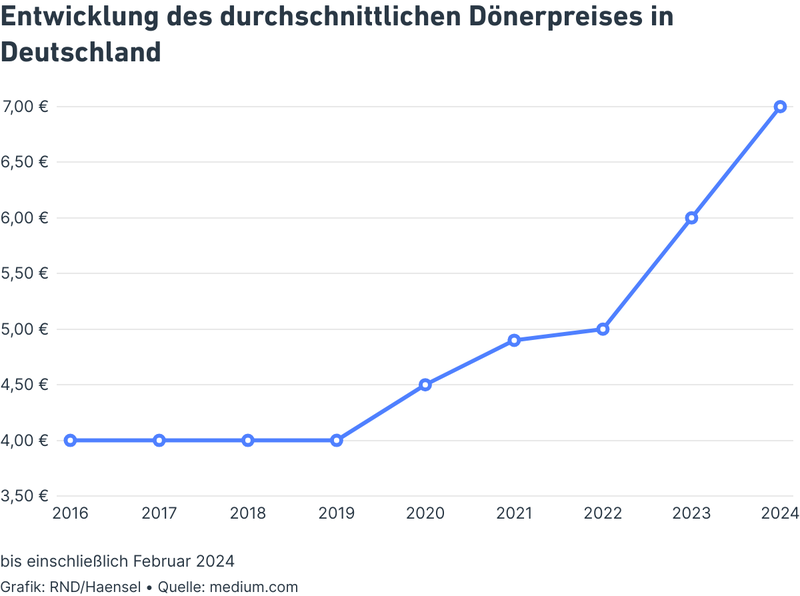 Entwicklung des durchschnittlichen Dönerpreises in
Deutschland
7,00 €
6,50 €
6,00 €
5,50 €
5,00 €
4,50 €
4,00 €
3,50 €
2016 2017 2018 2019 2020 2021 2022 2023 2024
bis einschließlich Februar 2024
Grafik: RND/Haensel • Quelle: medium.com